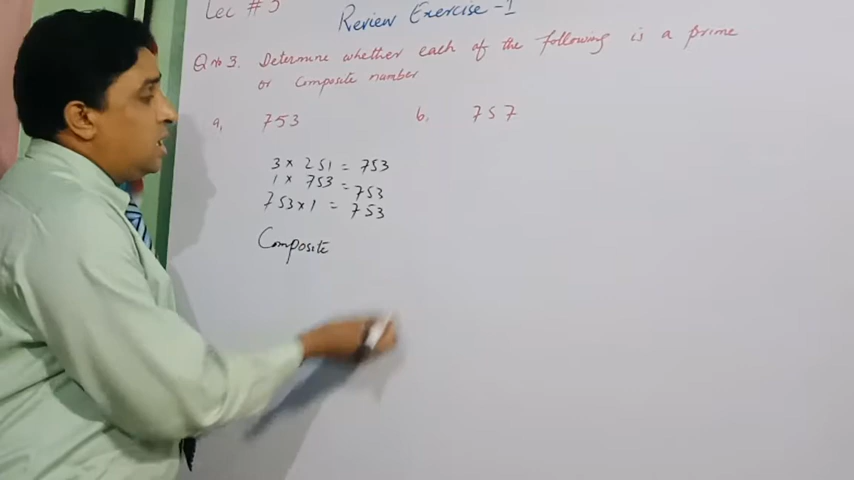 Lec # 3
Review Exercise - 1
Q no 3. Determine whether each of the following is a prime
or Composite number
a, 753
b. 757
3 × 251 = 753
1 × 753 = 753
753 × 1 = 753
Composite